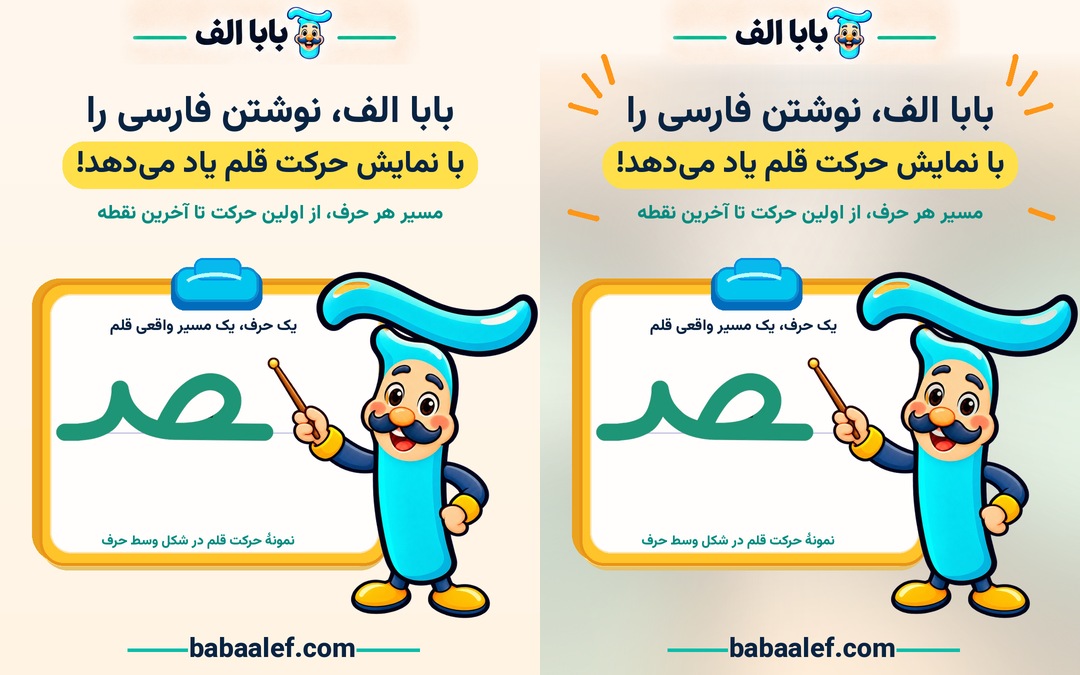 بابا الف
بابا الف، نوشتن فارسی را
با نمایش حرکت قلم یاد می‌دهد!
مسیر هر حرف، از اولین حرکت تا آخرین نقطه
یک حرف، یک مسیر واقعی قلم
ـصـ
نمونهٔ حرکت قلم در شکل وسط حرف
babaalef.com
بابا الف
بابا الف، نوشتن فارسی را
با نمایش حرکت قلم یاد می‌دهد!
مسیر هر حرف، از اولین حرکت تا آخرین نقطه
یک حرف، یک مسیر واقعی قلم
ـصـ
نمونهٔ حرکت قلم در شکل وسط حرف
babaalef.com